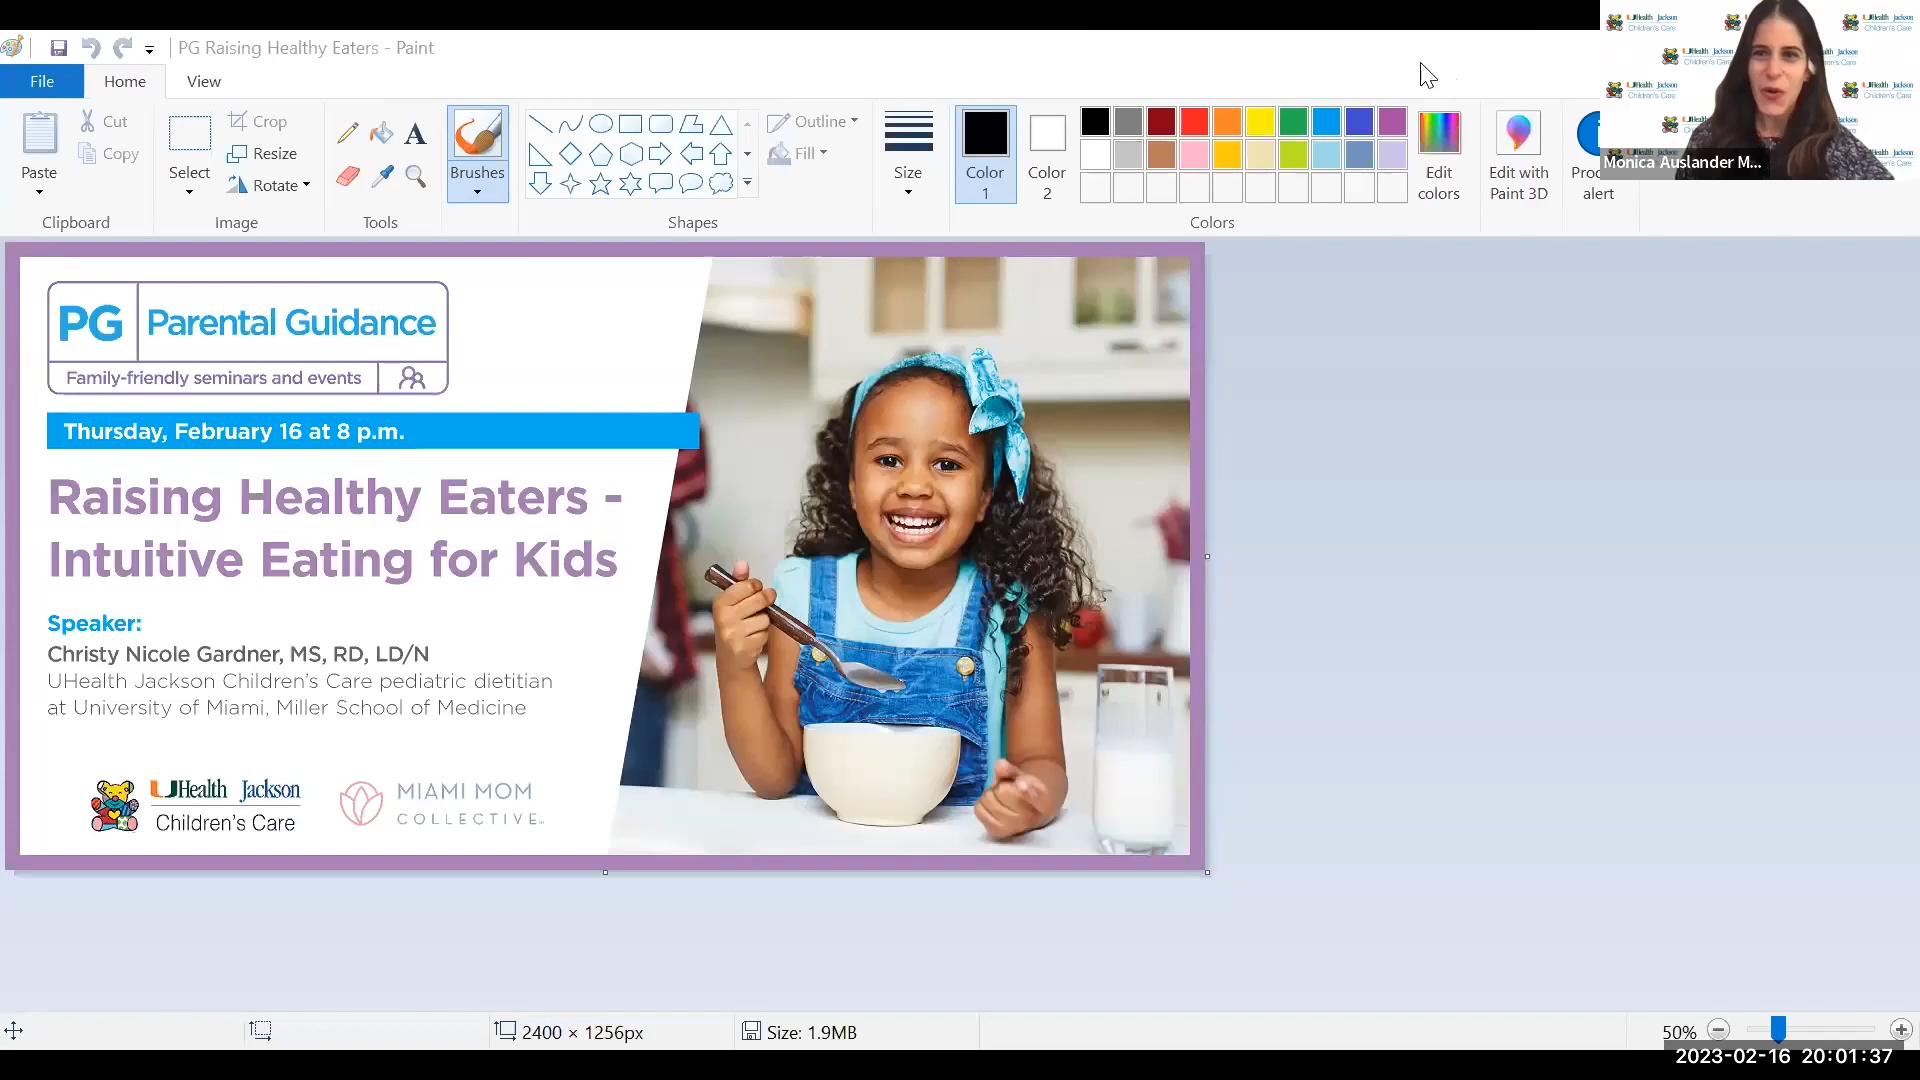 PG Raising Healthy Eaters - Paint
File Home View
Paste
Cut
Copy
Clipboard
Select
Crop
Resize
Rotate
Image
Tools
Brushes
Outline
Fill
Shapes
Size
Color 1
Color 2
Edit colors
Colors
Edit with Paint 3D
alert
UHealth Jackson
Children's Care
Monica Auslander M...
PG Parental Guidance
Family-friendly seminars and events
Thursday, February 16 at 8 p.m.
Raising Healthy Eaters -
Intuitive Eating for Kids
Speaker:
Christy Nicole Gardner, MS, RD, LD/N
UHealth Jackson Children's Care pediatric dietitian
at University of Miami, Miller School of Medicine
UHealth Jackson
Children's Care
MIAMI MOM
COLLECTIVE
2400 × 1256px
Size: 1.9MB
50%
2023-02-16 20:01:37